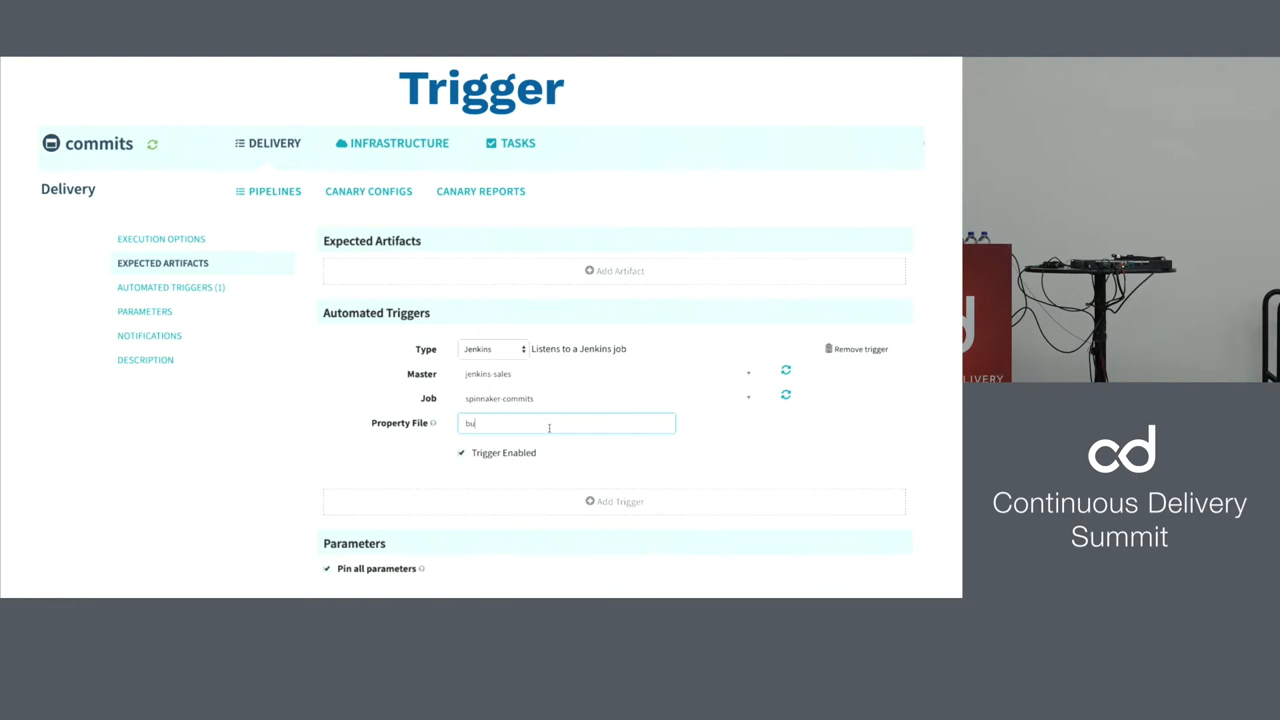 Trigger
commits
DELIVERY
INFRASTRUCTURE
TASKS
Delivery
PIPELINES
CANARY CONFIGS
CANARY REPORTS
EXECUTION OPTIONS
EXPECTED ARTIFACTS
AUTOMATED TRIGGERS (1)
PARAMETERS
NOTIFICATIONS
DESCRIPTION
Expected Artifacts
Add Artifact
Automated Triggers
Type Jenkins Listens to a Jenkins job Remove trigger
Master jenkins-sales
Job spinnaker-commits
Property File bu
Trigger Enabled
Add Trigger
Parameters
Pin all parameters
LIVERY
cd
Continuous Delivery
Summit